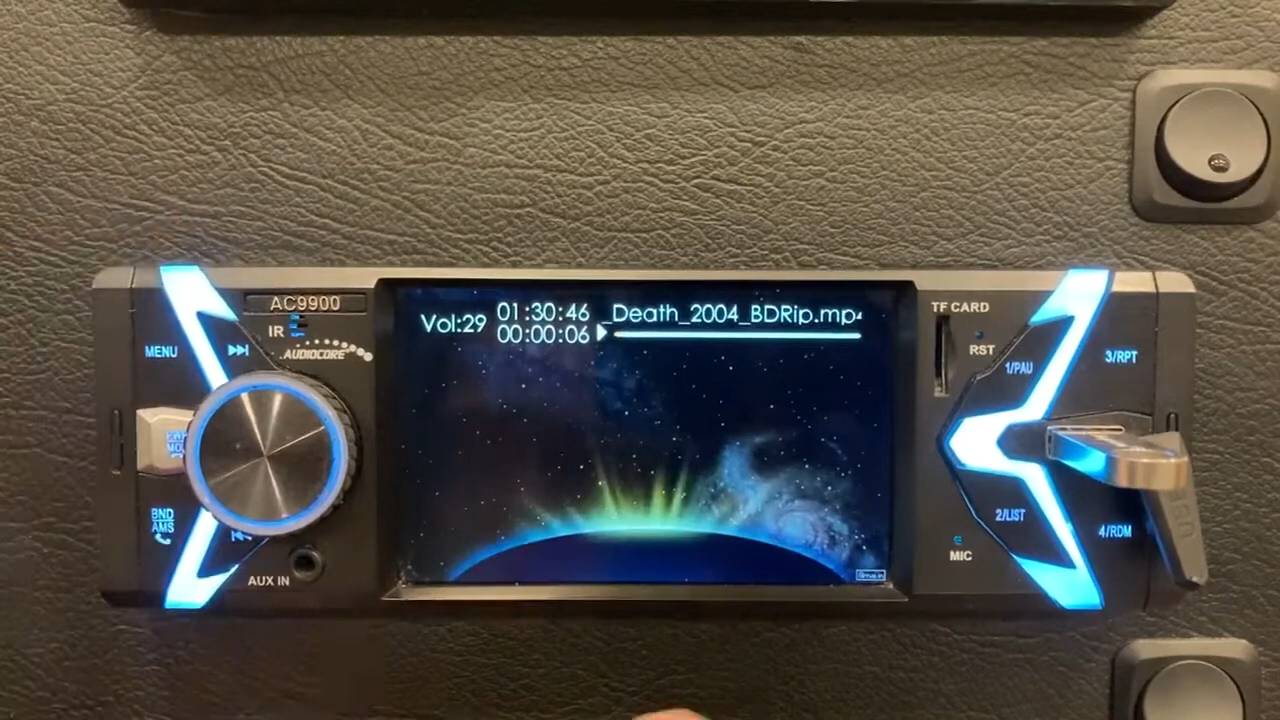 AC9900
IR
AUDIOCORE
MENU
BND
AMS
AUX IN
Vol:29
01:30:46
_Death_2004_BDRip.mp4
00:00:06
TF CARD
RST
1/PAU
3/RPT
2/LIST
4/RDM
MIC